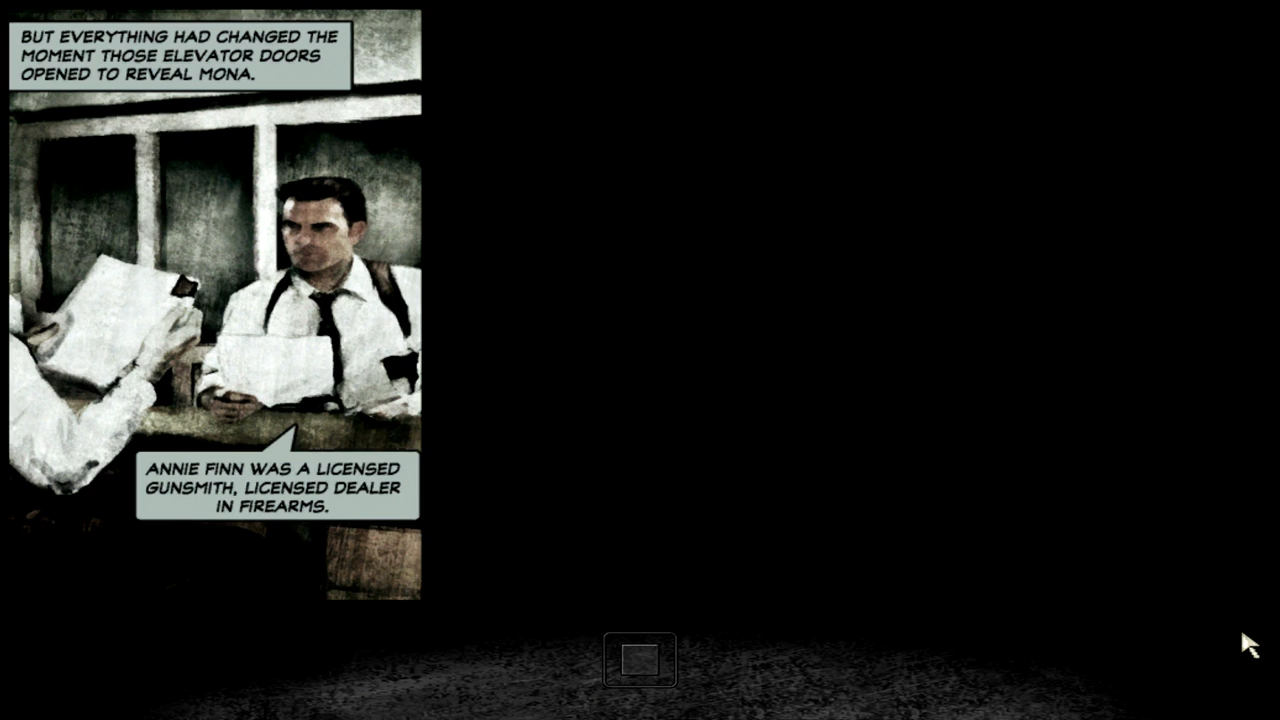 BUT EVERYTHING HAD CHANGED THE
MOMENT THOSE ELEVATOR DOORS
OPENED TO REVEAL MONA.
ANNIE FINN WAS A LICENSED
GUNSMITH, LICENSED DEALER
IN FIREARMS.